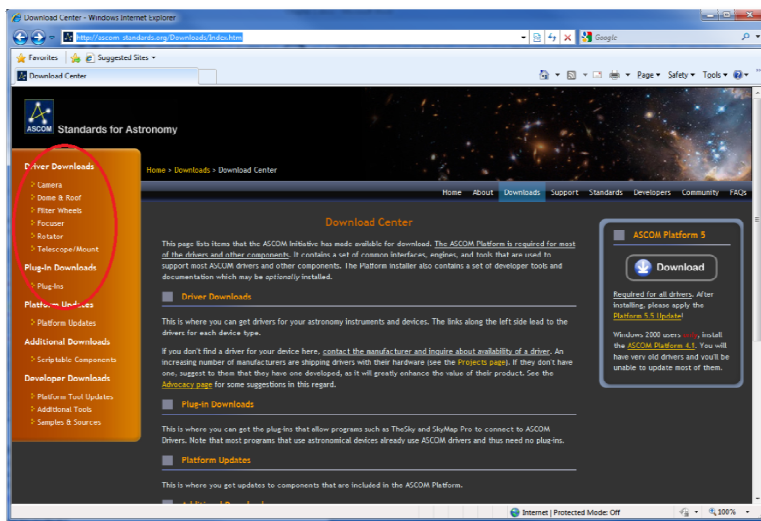 Download Center - Windows Internet Explorer
http://ascom-standards.org/Downloads/Index.htm
Google
Favorites
Suggested Sites
Download Center
Page Safety Tools
ASCOM
Standards for Astronomy
Home > Downloads > Download Center
Home About Downloads Support Standards Developers Community FAQs
Driver Downloads
Camera
Dome & Roof
Filter Wheels
Focuser
Rotator
Telescope/Mount
Plug-In Downloads
Plug-Ins
Platform Updates
Platform Updates
Additional Downloads
Scriptable Components
Developer Downloads
Platform Tool Updates
Additional Tools
Samples & Sources
Download Center
This page lists items that the ASCOM Initiative has made available for download. The ASCOM Platform is required for most
of the drivers and other components. It contains a set of common interfaces, engines, and tools that are used to
support most ASCOM drivers and other components. The Platform installer also contains a set of developer tools and
documentation which may be optionally installed.
Driver Downloads
This is where you can get drivers for your astronomy instruments and devices. The links along the left side lead to the
drivers for each device type.
If you don't find a driver for your device here, contact the manufacturer and inquire about availability of a driver. An
increasing number of manufacturers are shipping drivers with their hardware (see the Projects page). If they don't have
one, suggest to them that they have one developed, as it will greatly enhance the value of their product. See the
Advocacy page for some suggestions in this regard.
Plug-In Downloads
This is where you can get the plug-ins that allow programs such as TheSky and SkyMap Pro to connect to ASCOM
Drivers. Note that most programs that use astronomical devices already use ASCOM drivers and thus need no plug-ins.
Platform Updates
This is where you get updates to components that are included in the ASCOM Platform.
ASCOM Platform 5
Download
Required for all drivers. After
installing, please apply the
Platform 5.5 Update!
Windows 2000 users only, install
the ASCOM Platform 4.1. You will
have very old drivers and you'll be
unable to update most of them.
Internet | Protected Mode: Off
100%